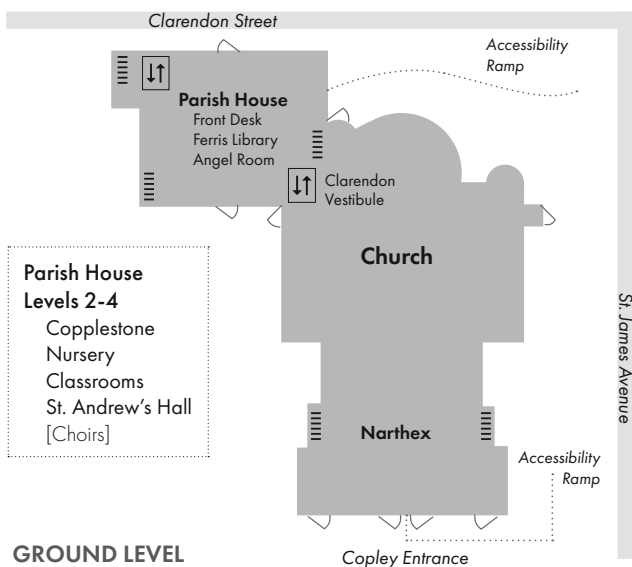 Clarendon Street
Accessibility
Ramp
Parish House
Front Desk
Ferris Library
Angel Room
Clarendon
Vestibule
Church
Parish House
Levels 2-4
Copplestone
Nursery
Classrooms
St. Andrew's Hall
[Choirs]
St. James Avenue
Narthex
Accessibility
Ramp
GROUND LEVEL
Copley Entrance